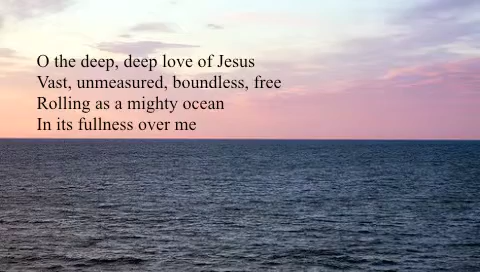 O the deep, deep love of Jesus
Vast, unmeasured, boundless, free
Rolling as a mighty ocean
In its fullness over me